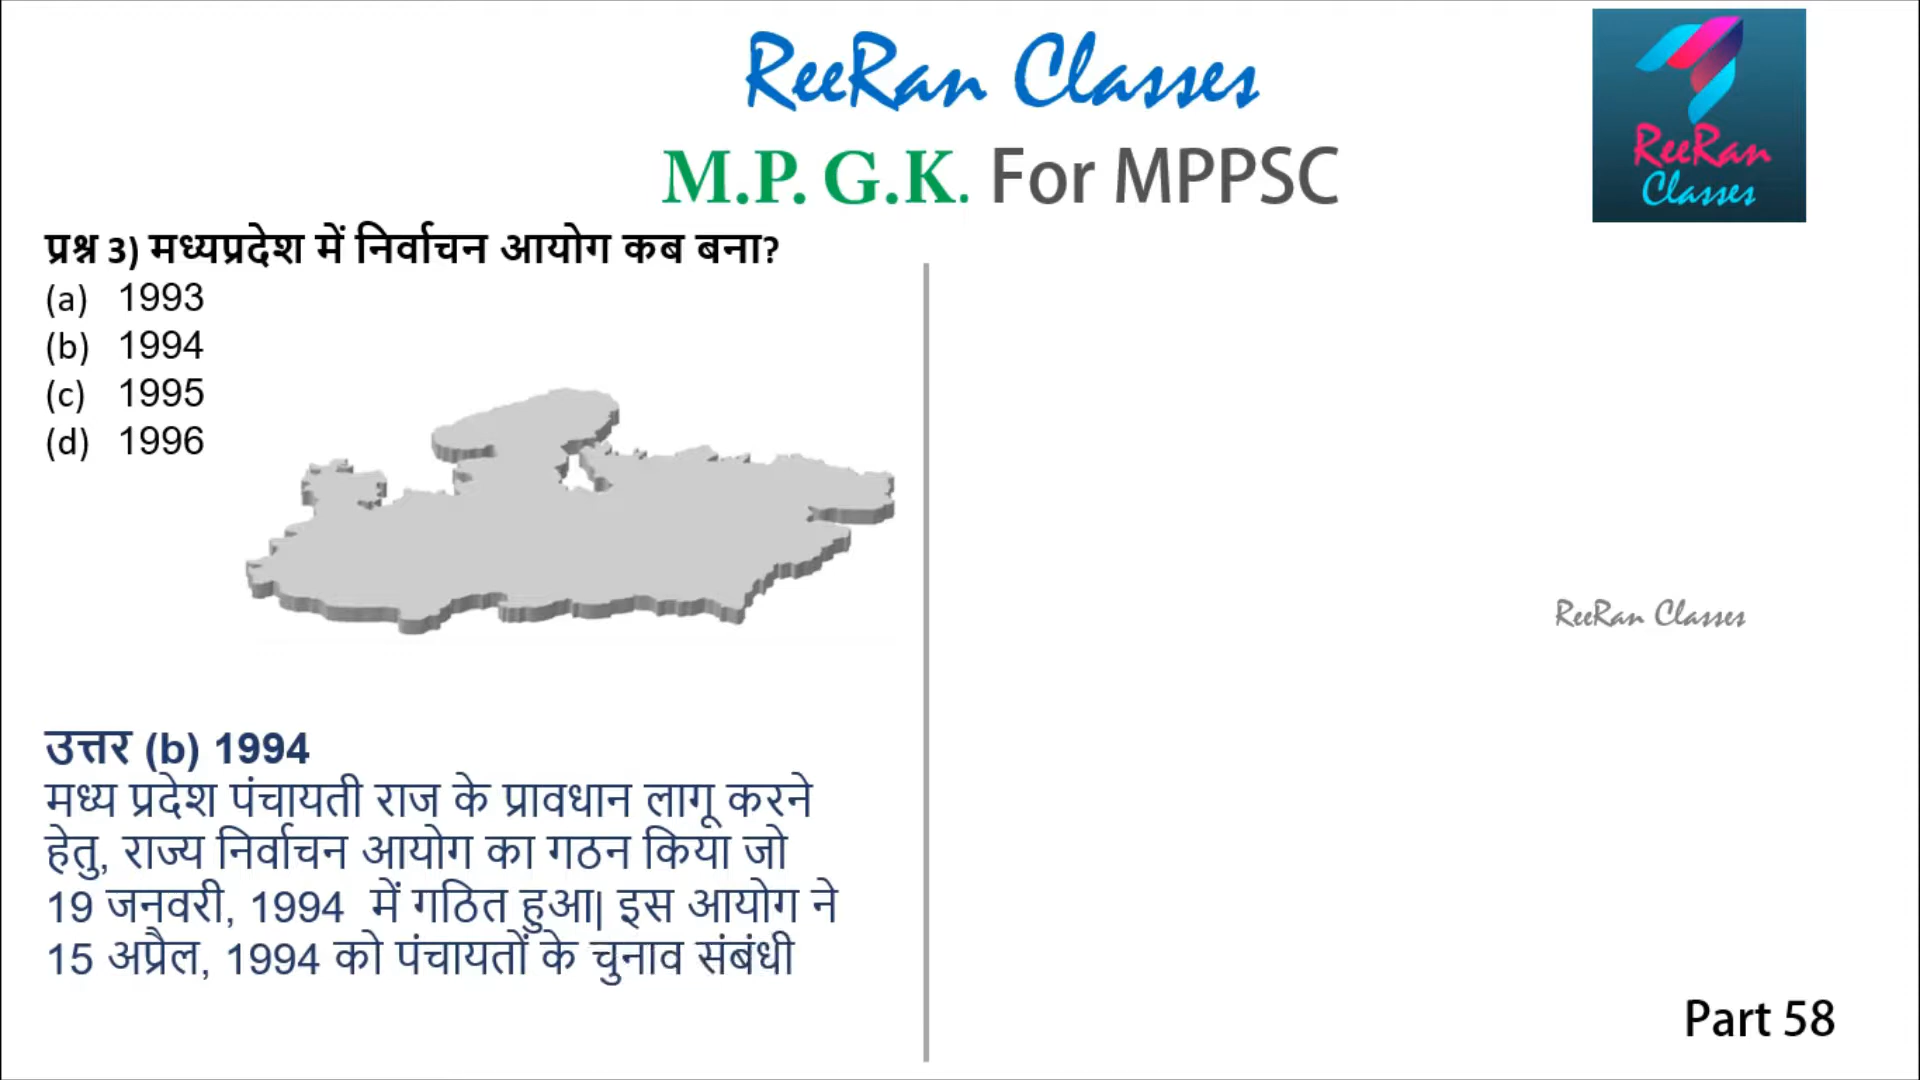 ReeRan Classes
M.P. G.K. For MPPSC
ReeRan
Classes
प्रश्न 3) मध्यप्रदेश में निर्वाचन आयोग कब बना?
(a) 1993
(b) 1994
(c) 1995
(d) 1996
ReeRan Classes
उत्तर (b) 1994
मध्य प्रदेश पंचायती राज के प्रावधान लागू करने
हेतु, राज्य निर्वाचन आयोग का गठन किया जो
19 जनवरी, 1994 में गठित हुआ| इस आयोग ने
15 अप्रैल, 1994 को पंचायतों के चुनाव संबंधी
Part 58